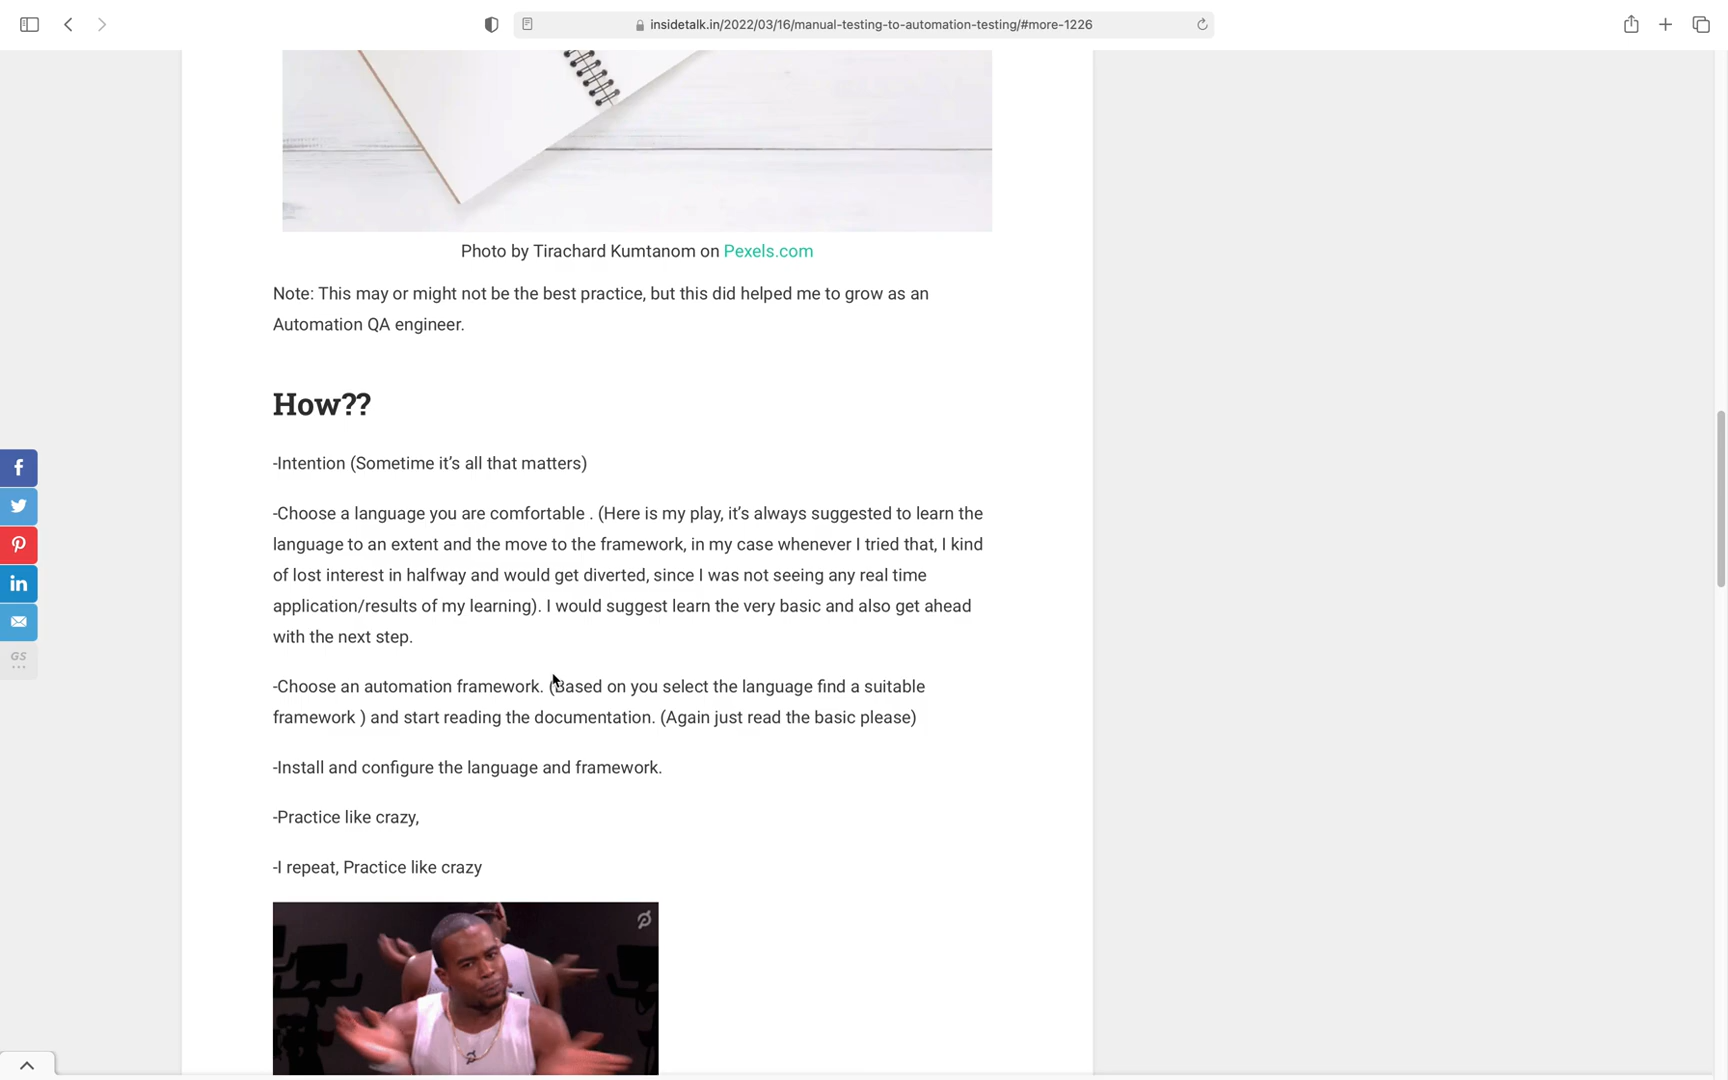 insidetalk.in/2022/03/16/manual-testing-to-automation-testing/#more-1226
Photo by Tirachard Kumtanom on Pexels.com
Note: This may or might not be the best practice, but this did helped me to grow as an
Automation QA engineer.
How??
-Intention (Sometime it’s all that matters)
-Choose a language you are comfortable . (Here is my play, it’s always suggested to learn the
language to an extent and the move to the framework, in my case whenever I tried that, I kind
of lost interest in halfway and would get diverted, since I was not seeing any real time
application/results of my learning). I would suggest learn the very basic and also get ahead
with the next step.
-Choose an automation framework. (Based on you select the language find a suitable
framework ) and start reading the documentation. (Again just read the basic please)
-Install and configure the language and framework.
-Practice like crazy,
-I repeat, Practice like crazy
f
in
GS